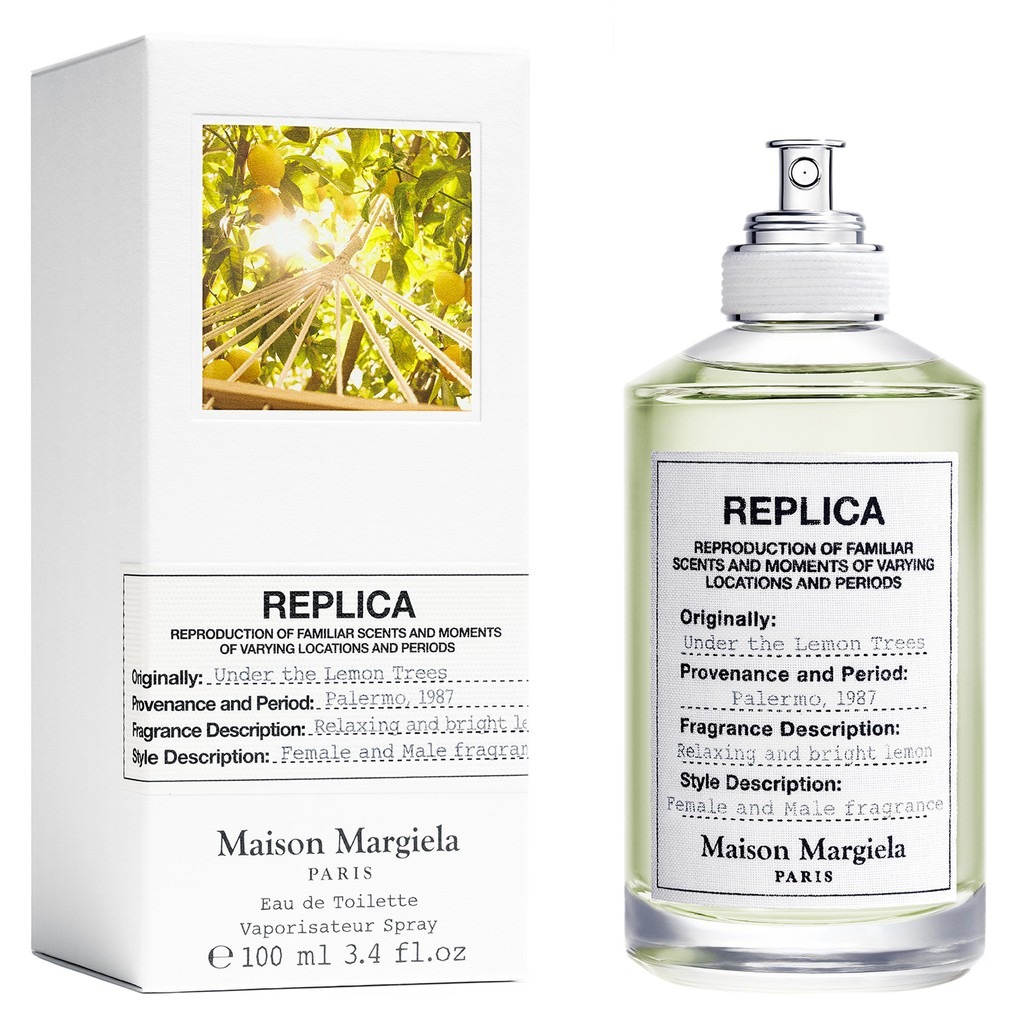 REPLICA
REPRODUCTION OF FAMILIAR SCENTS AND MOMENTS
OF VARYING LOCATIONS AND PERIODS
Originally: Under the Lemon Trees
Provenance and Period: Palermo, 1987
Fragrance Description: Relaxing and bright le
Style Description: Female and Male fragran
Maison Margiela
PARIS
Eau de Toilette
Vaporisateur Spray
℮ 100 ml 3.4 fl.oz
REPLICA
REPRODUCTION OF FAMILIAR
SCENTS AND MOMENTS OF VARYING
LOCATIONS AND PERIODS
Originally:
Under the Lemon Trees
Provenance and Period:
Palermo, 1987
Fragrance Description:
Relaxing and bright lemon
Style Description:
Female and Male fragrance
Maison Margiela
PARIS